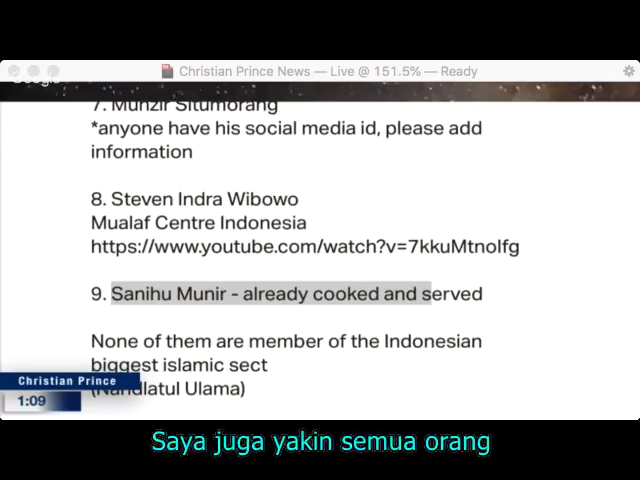 Christian Prince News — Live @ 151.5% — Ready
7. Munzir Situmorang
*anyone have his social media id, please add
information
8. Steven Indra Wibowo
Mualaf Centre Indonesia
https://www.youtube.com/watch?v=7kkuMtnoIfg
9. Sanihu Munir - already cooked and served
None of them are member of the Indonesian
biggest islamic sect
(Nahdlatul Ulama)
Christian Prince
1:09
Saya juga yakin semua orang